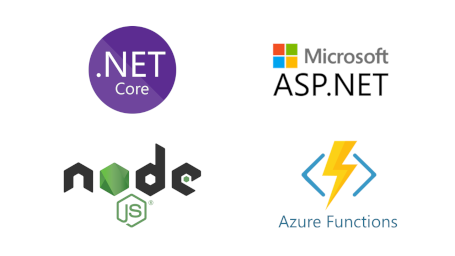 .NET
Core
Microsoft
ASP.NET
node
JS®
Azure Functions